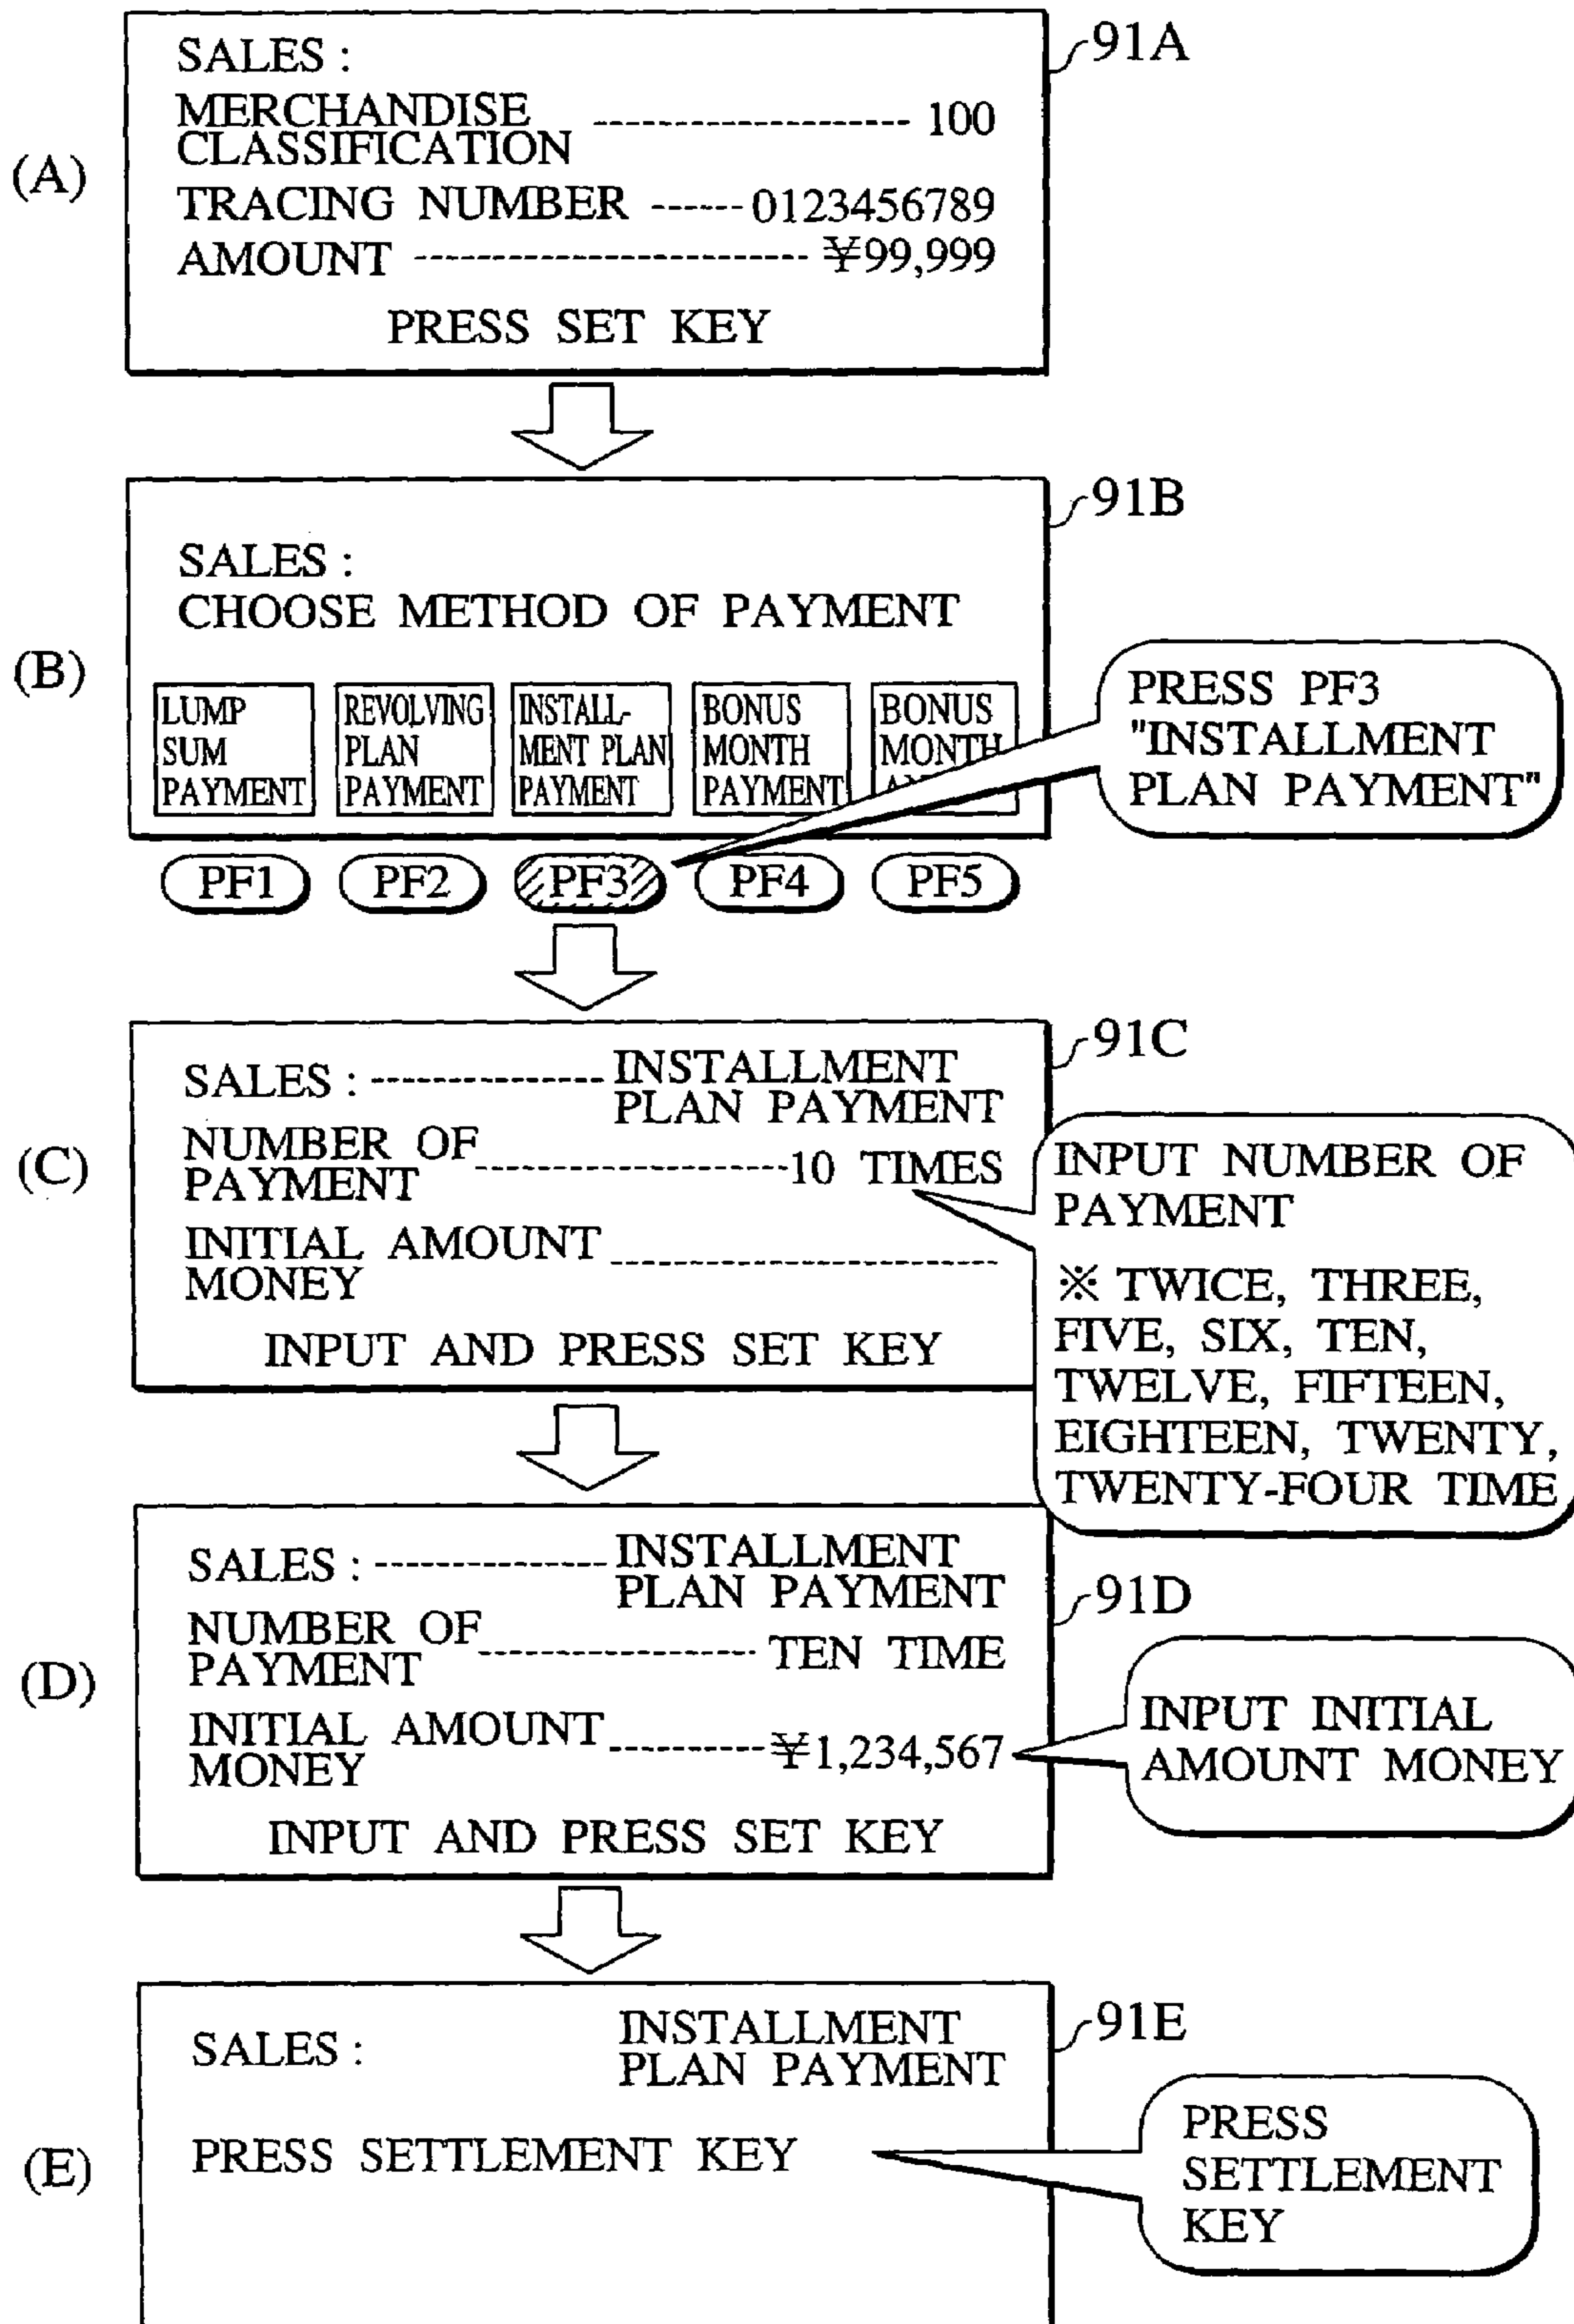 SALES :
91A
MERCHANDISE
CLASSIFICATION ------------------- 100
(A)
TRACING NUMBER ------0123456789
AMOUNT ------------------------ ¥99,999
PRESS SET KEY
91B
SALES :
CHOOSE METHOD OF PAYMENT
(B)
LUMP
SUM
PAYMENT
REVOLVING
PLAN
PAYMENT
INSTALL-
MENT PLAN
PAYMENT
BONUS
MONTH
PAYMENT
BONUS
MONTH
PRESS PF3
"INSTALLMENT
PLAN PAYMENT"
PF1 PF2 PF3 PF4 PF5
91C
SALES : -------------- INSTALLMENT
PLAN PAYMENT
(C)
NUMBER OF
PAYMENT -------------------10 TIMES
INITIAL AMOUNT
MONEY ------------------------
INPUT AND PRESS SET KEY
INPUT NUMBER OF
PAYMENT
※ TWICE, THREE,
FIVE, SIX, TEN,
TWELVE, FIFTEEN,
EIGHTEEN, TWENTY,
TWENTY-FOUR TIME
SALES : -------------- INSTALLMENT
PLAN PAYMENT
91D
(D)
NUMBER OF
PAYMENT ----------------- TEN TIME
INITIAL AMOUNT
MONEY ----------¥1,234,567
INPUT AND PRESS SET KEY
INPUT INITIAL
AMOUNT MONEY
91E
SALES : INSTALLMENT
PLAN PAYMENT
(E)
PRESS SETTLEMENT KEY
PRESS
SETTLEMENT
KEY